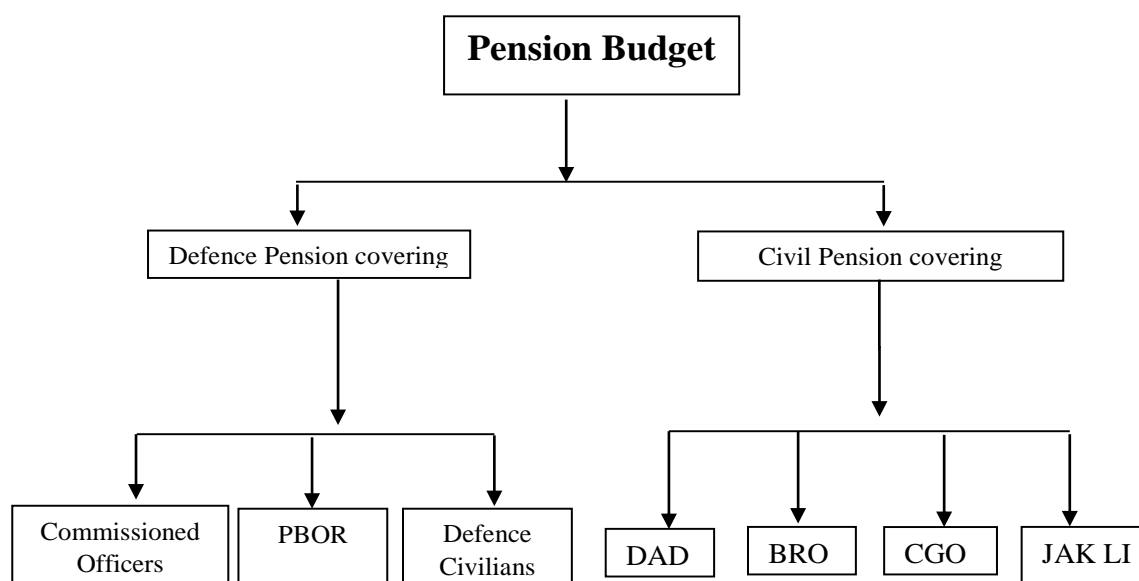 Pension Budget
Defence Pension covering
Civil Pension covering
Commissioned
Officers
PBOR
Defence
Civilians
DAD
BRO
CGO
JAK LI